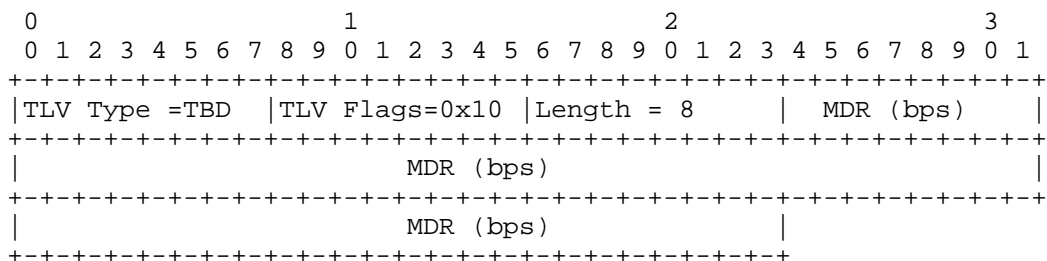 0                   1                   2                   3
 0 1 2 3 4 5 6 7 8 9 0 1 2 3 4 5 6 7 8 9 0 1 2 3 4 5 6 7 8 9 0 1
+-+-+-+-+-+-+-+-+-+-+-+-+-+-+-+-+-+-+-+-+-+-+-+-+-+-+-+-+-+-+-+-+
|TLV Type =TBD  |TLV Flags=0x10 |Length = 8     |  MDR (bps)    |
+-+-+-+-+-+-+-+-+-+-+-+-+-+-+-+-+-+-+-+-+-+-+-+-+-+-+-+-+-+-+-+-+
|                        MDR (bps)                              |
+-+-+-+-+-+-+-+-+-+-+-+-+-+-+-+-+-+-+-+-+-+-+-+-+-+-+-+-+-+-+-+-+
|                        MDR (bps)              |
+-+-+-+-+-+-+-+-+-+-+-+-+-+-+-+-+-+-+-+-+-+-+-+-+